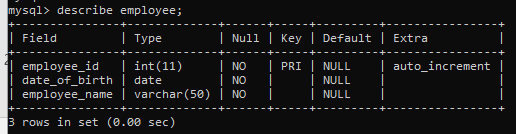 mysql> describe employee;
+---------------+-------------+------+-----+---------+----------------+
| Field         | Type        | Null | Key | Default | Extra          |
+---------------+-------------+------+-----+---------+----------------+
| employee_id   | int(11)     | NO   | PRI | NULL    | auto_increment |
| date_of_birth | date        | NO   |     | NULL    |                |
| employee_name | varchar(50) | NO   |     | NULL    |                |
+---------------+-------------+------+-----+---------+----------------+
3 rows in set (0.00 sec)